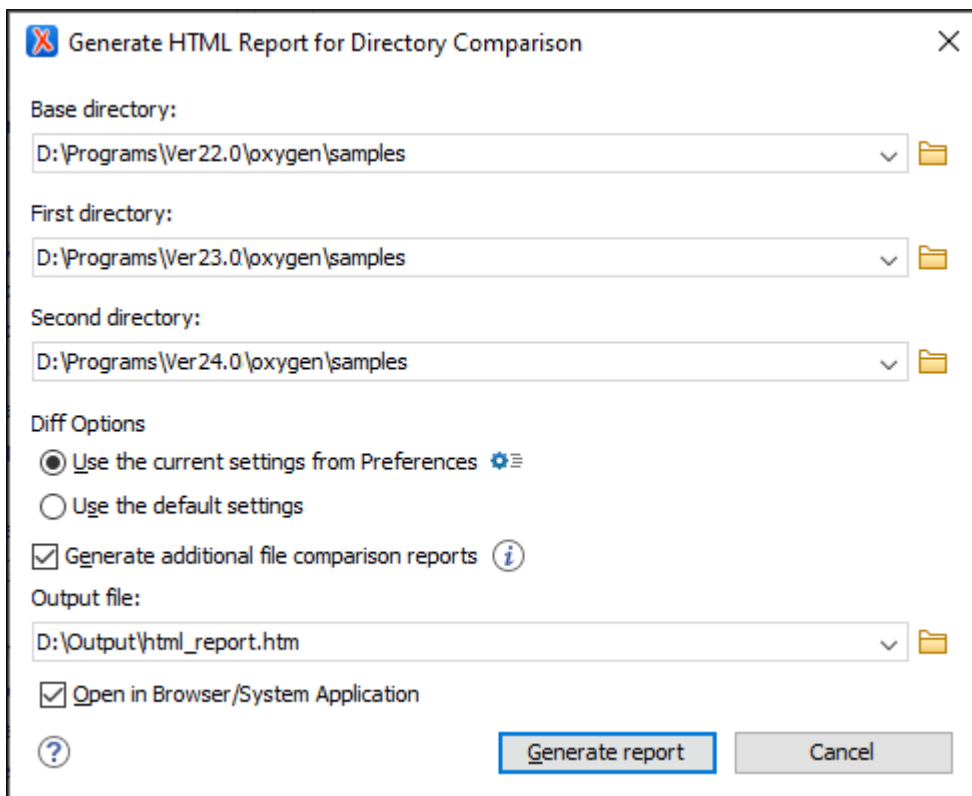 Generate HTML Report for Directory Comparison
Base directory:
D:\Programs\Ver22.0\oxygen\samples
First directory:
D:\Programs\Ver23.0\oxygen\samples
Second directory:
D:\Programs\Ver24.0\oxygen\samples
Diff Options
Use the current settings from Preferences
Use the default settings
Generate additional file comparison reports
Output file:
D:\Output\html_report.htm
Open in Browser/System Application
Generate report Cancel